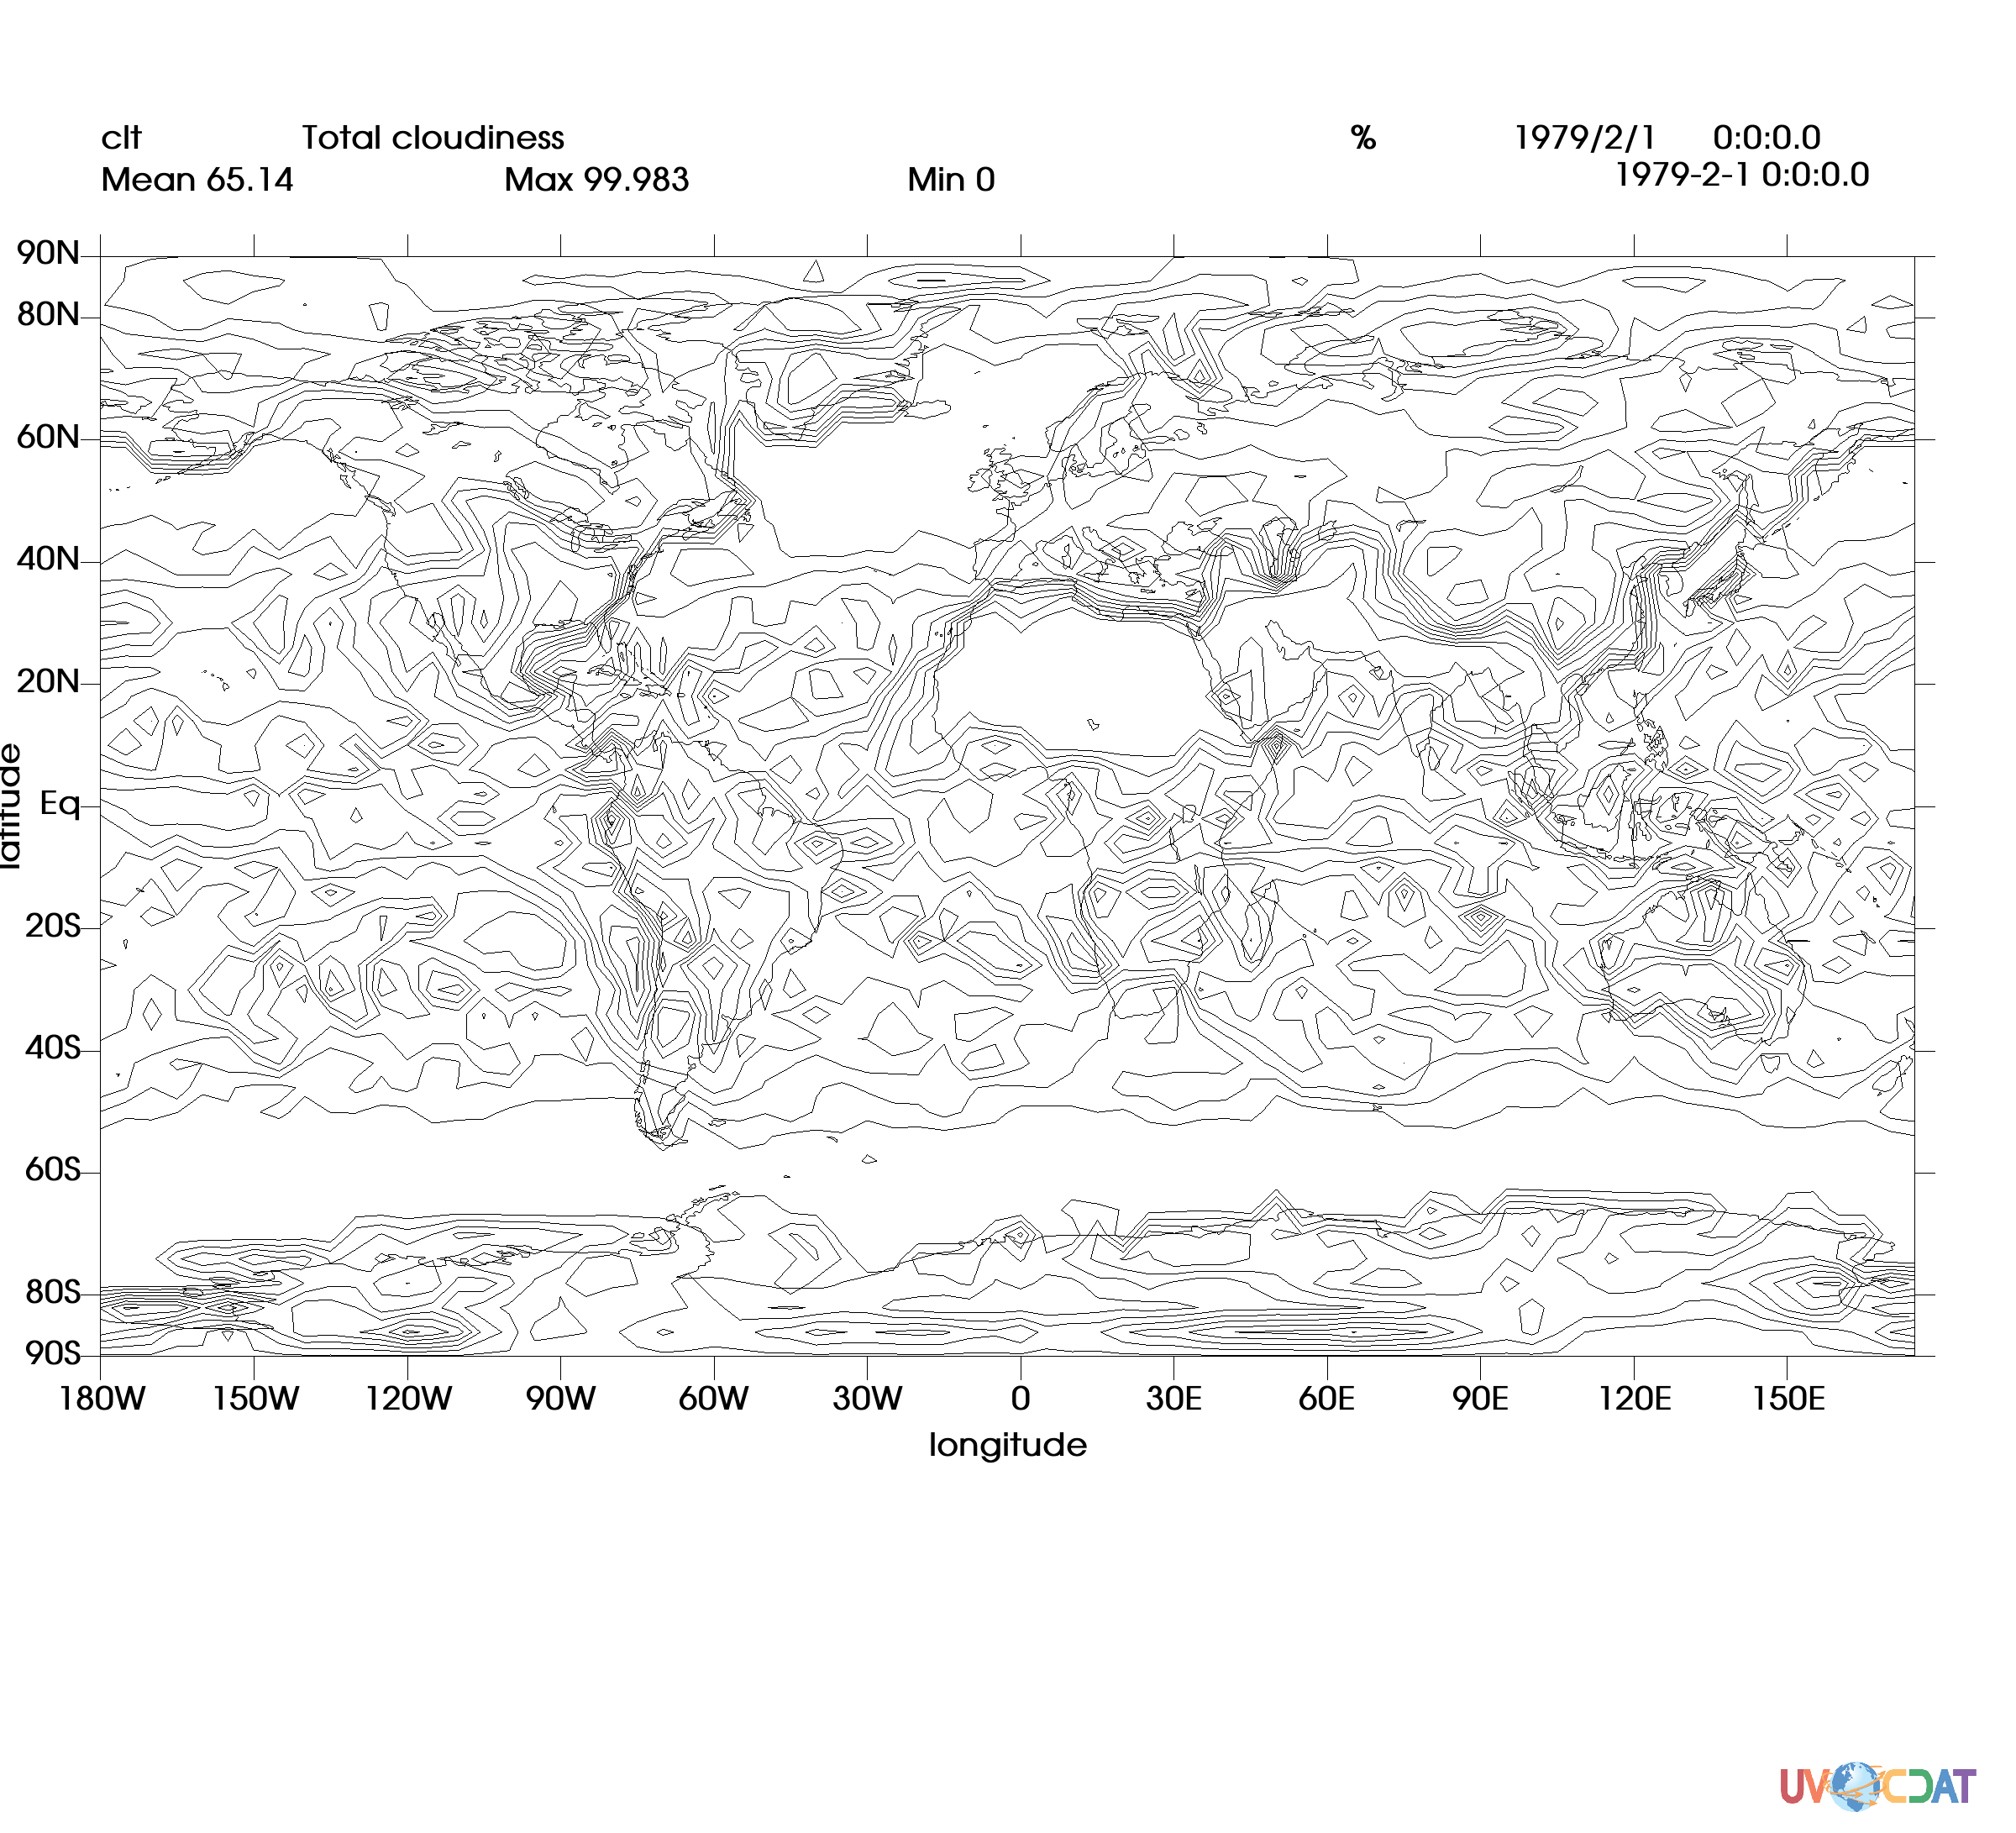 clt Total cloudiness % 1979/2/1 0:0:0.0
Mean 65.14 Max 99.983 Min 0 1979-2-1 0:0:0.0
90N
80N
60N
40N
20N
Eq
20S
40S
60S
80S
90S
latitude
180W 150W 120W 90W 60W 30W 0 30E 60E 90E 120E 150E
longitude
UV CDAT